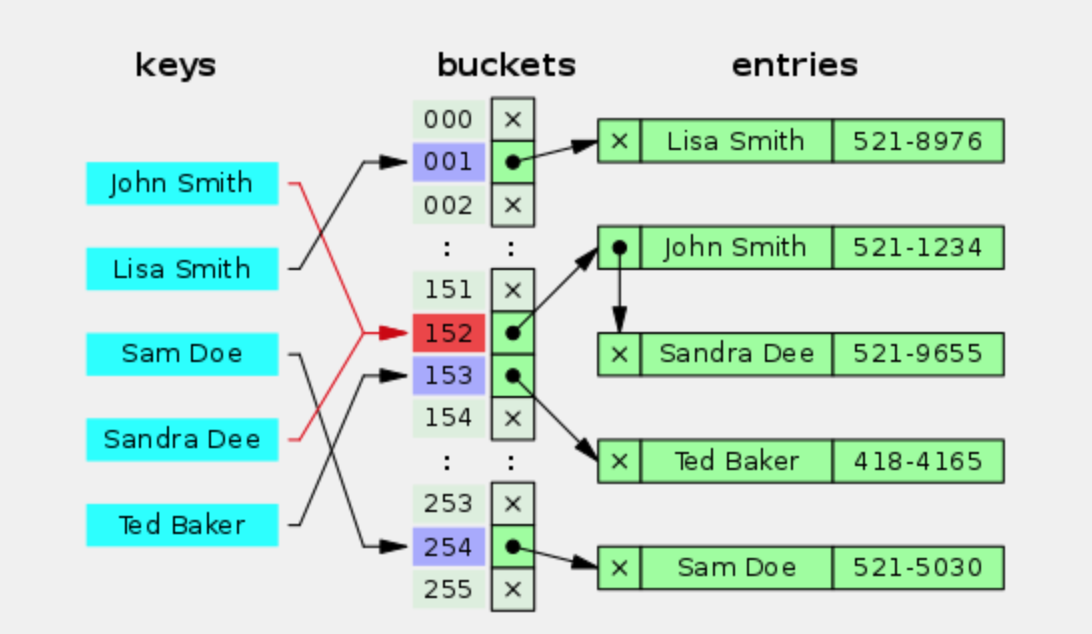 keys buckets entries
000 ×
× Lisa Smith 521-8976
001
John Smith
002 ×
: :
John Smith 521-1234
Lisa Smith
151 ×
152
Sam Doe
× Sandra Dee 521-9655
153
154 ×
Sandra Dee
: :
× Ted Baker 418-4165
253 ×
Ted Baker
254
× Sam Doe 521-5030
255 ×